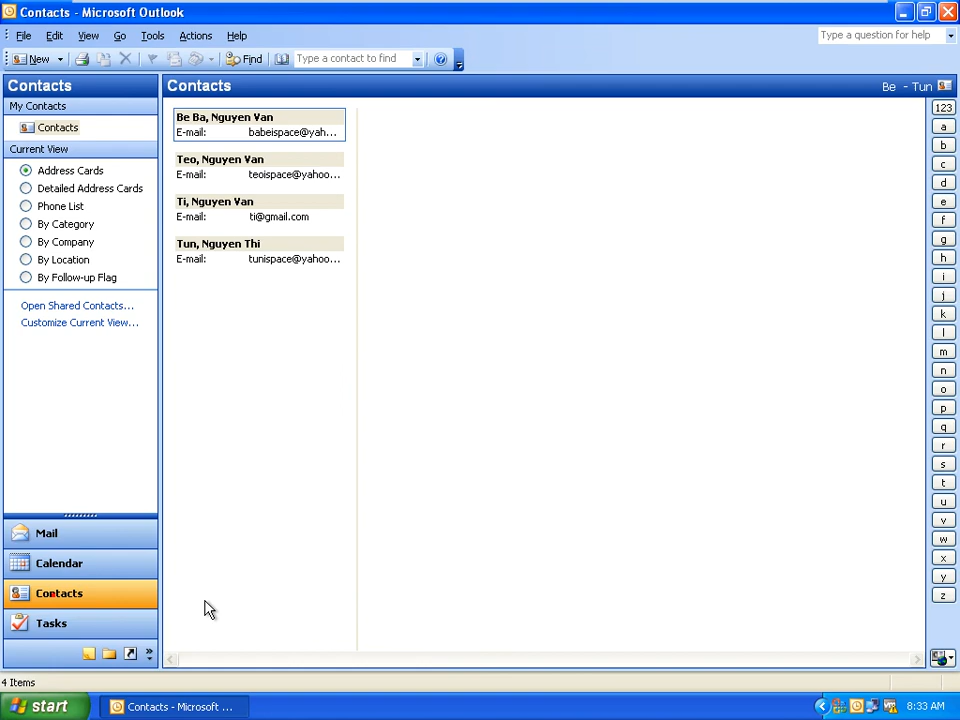 Contacts - Microsoft Outlook
File Edit View Go Tools Actions Help
Type a question for help
New Find Type a contact to find
Contacts
Contacts
Be - Tun
My Contacts
Contacts
Current View
Address Cards
Detailed Address Cards
Phone List
By Category
By Company
By Location
By Follow-up Flag
Open Shared Contacts...
Customize Current View...
Be Ba, Nguyen Van
E-mail: babeispace@yah...
Teo, Nguyen Van
E-mail: teoispace@yahoo...
Ti, Nguyen Van
E-mail: ti@gmail.com
Tun, Nguyen Thi
E-mail: tunispace@yahoo...
123
a
b
c
d
e
f
g
h
i
j
k
l
m
n
o
p
q
r
s
t
u
v
w
x
y
z
Mail
Calendar
Contacts
Tasks
4 Items
start
Contacts - Microsoft ...
8:33 AM